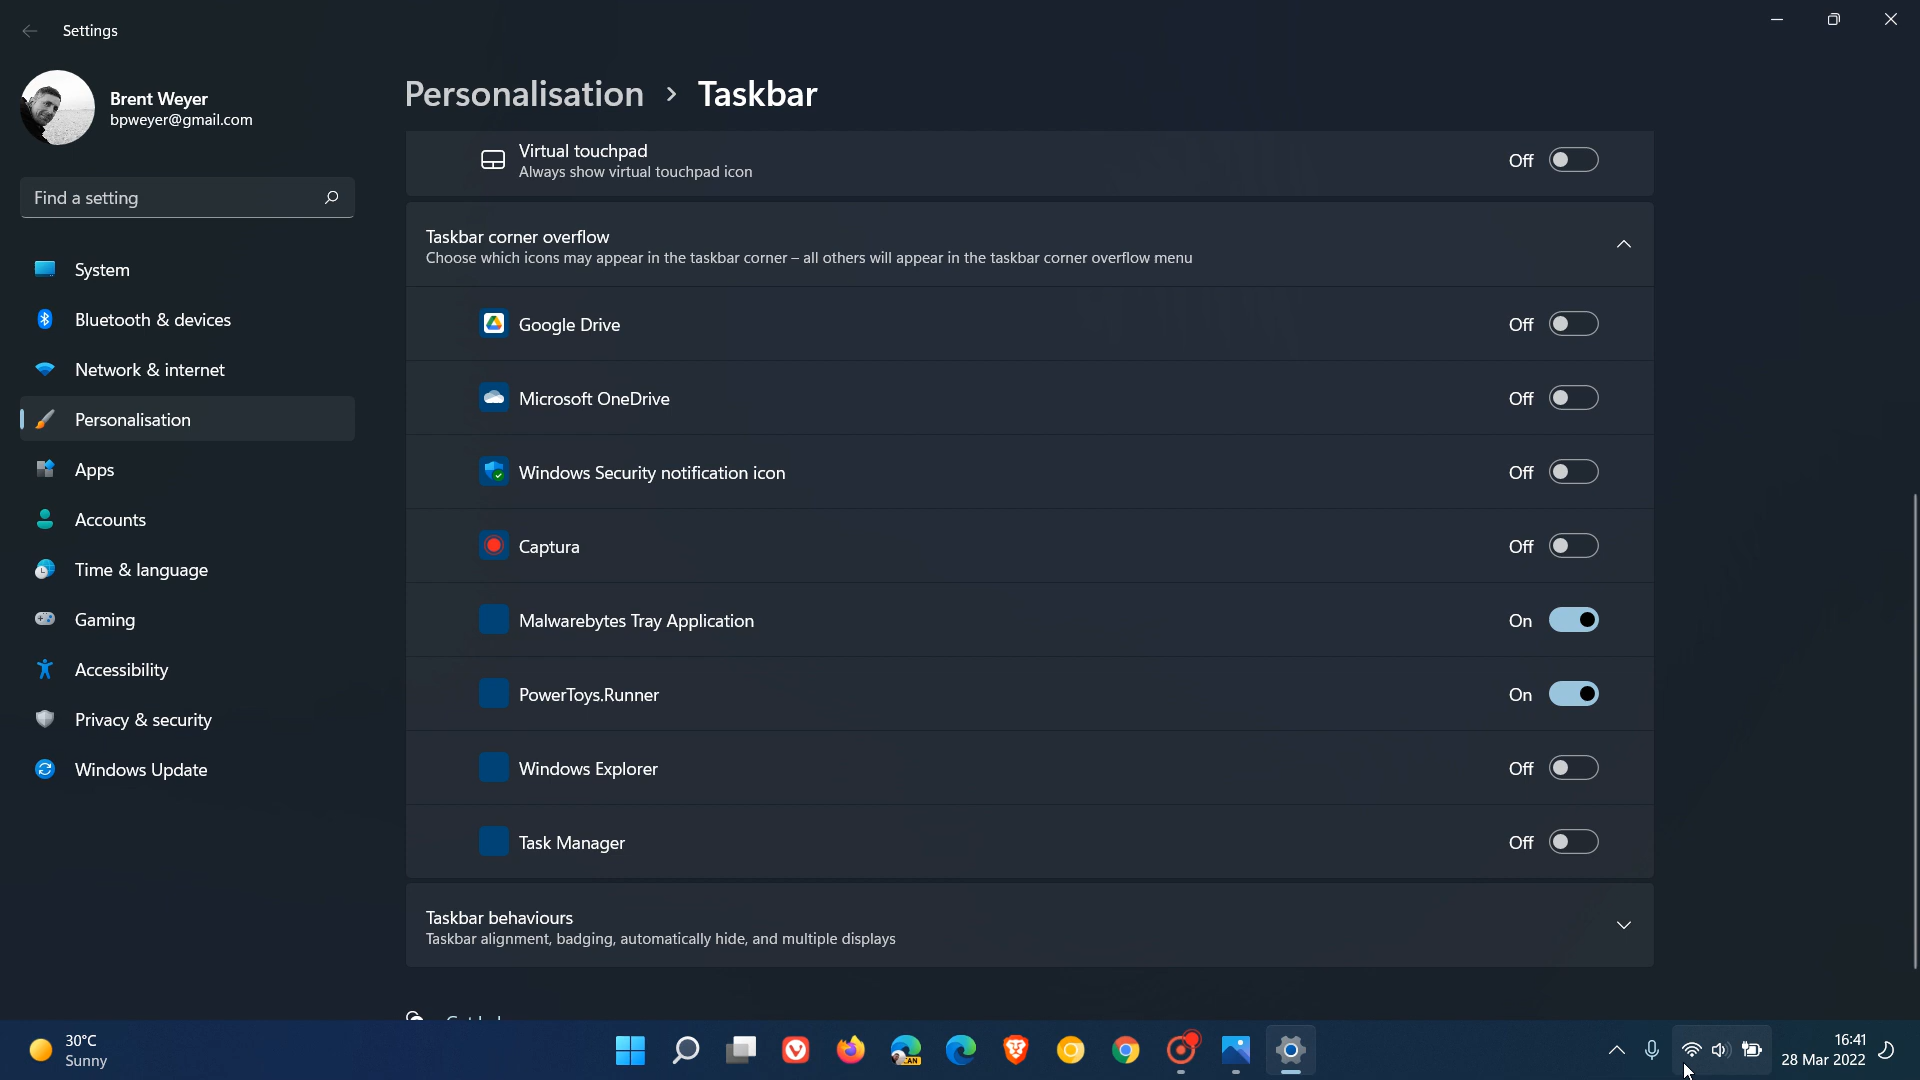 Settings
Brent Weyer
bpweyer@gmail.com
Find a setting
System
Bluetooth & devices
Network & internet
Personalisation
Apps
Accounts
Time & language
Gaming
Accessibility
Privacy & security
Windows Update
Personalisation > Taskbar
Virtual touchpad
Always show virtual touchpad icon
Off
Taskbar corner overflow
Choose which icons may appear in the taskbar corner – all others will appear in the taskbar corner overflow menu
Google Drive Off
Microsoft OneDrive Off
Windows Security notification icon Off
Captura Off
Malwarebytes Tray Application On
PowerToys.Runner On
Windows Explorer Off
Task Manager Off
Taskbar behaviours
Taskbar alignment, badging, automatically hide, and multiple displays
30°C
Sunny
CAN
16:41
28 Mar 2022